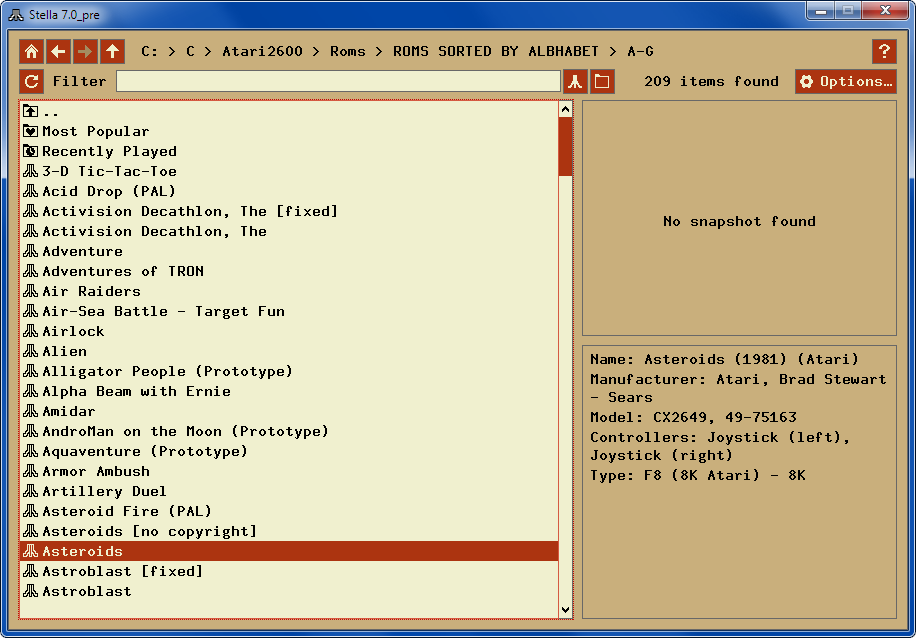 Stella 7.0_pre
C: > C > Atari2600 > Roms > ROMS SORTED BY ALBHABET > A-G
?
Filter
209 items found
Options…
..
Most Popular
Recently Played
3-D Tic-Tac-Toe
Acid Drop (PAL)
Activision Decathlon, The [fixed]
Activision Decathlon, The
Adventure
Adventures of TRON
Air Raiders
Air-Sea Battle - Target Fun
Airlock
Alien
Alligator People (Prototype)
Alpha Beam with Ernie
Amidar
AndroMan on the Moon (Prototype)
Aquaventure (Prototype)
Armor Ambush
Artillery Duel
Asteroid Fire (PAL)
Asteroids [no copyright]
Asteroids
Astroblast [fixed]
Astroblast
No snapshot found
Name: Asteroids (1981) (Atari)
Manufacturer: Atari, Brad Stewart
- Sears
Model: CX2649, 49-75163
Controllers: Joystick (left),
Joystick (right)
Type: F8 (8K Atari) - 8K